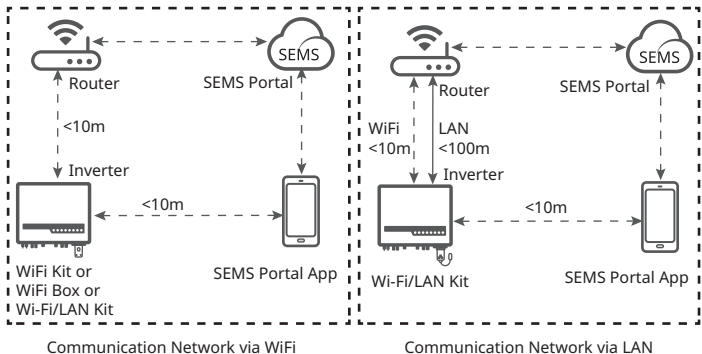 SEMS
Router
SEMS Portal
<10m
Inverter
<10m
WiFi Kit or
WiFi Box or
Wi-Fi/LAN Kit
SEMS Portal App
Communication Network via WiFi
SEMS
Router
SEMS Portal
WiFi
<10m
LAN
<100m
Inverter
<10m
Wi-Fi/LAN Kit
SEMS Portal App
Communication Network via LAN